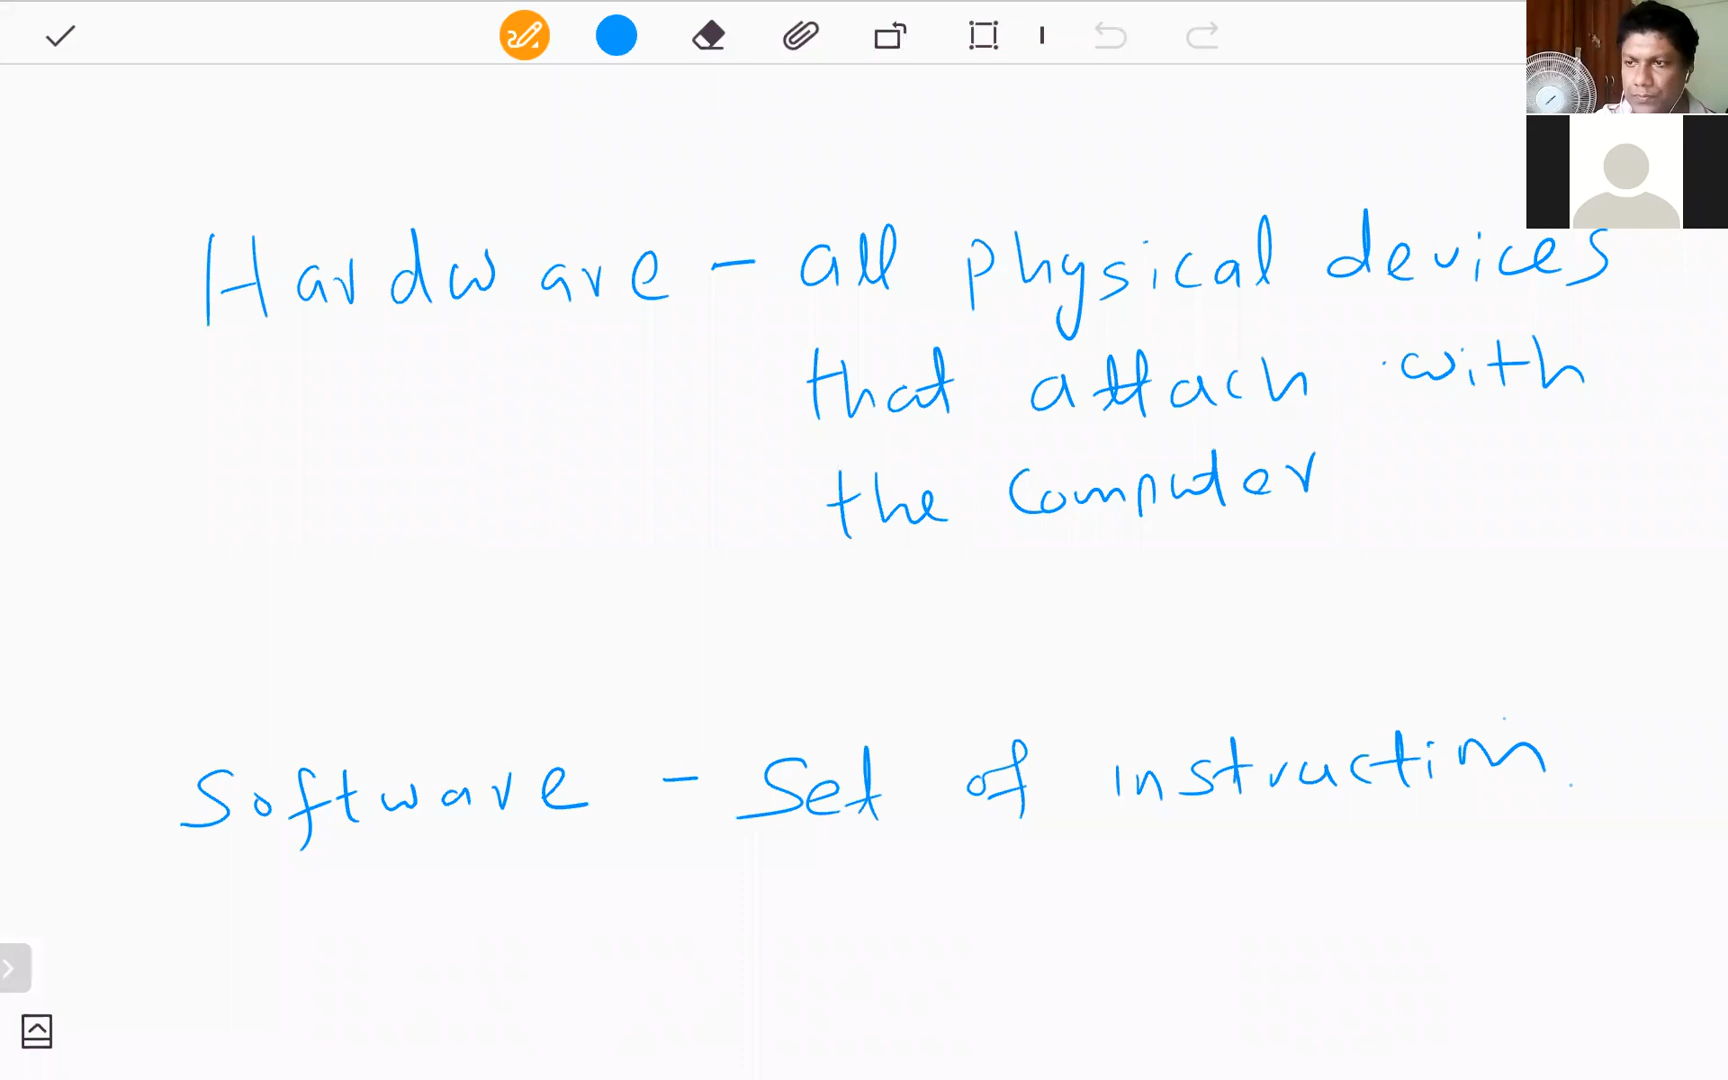 Hardware - all physical devices
that attach with
the computer
Software - Set of instruction